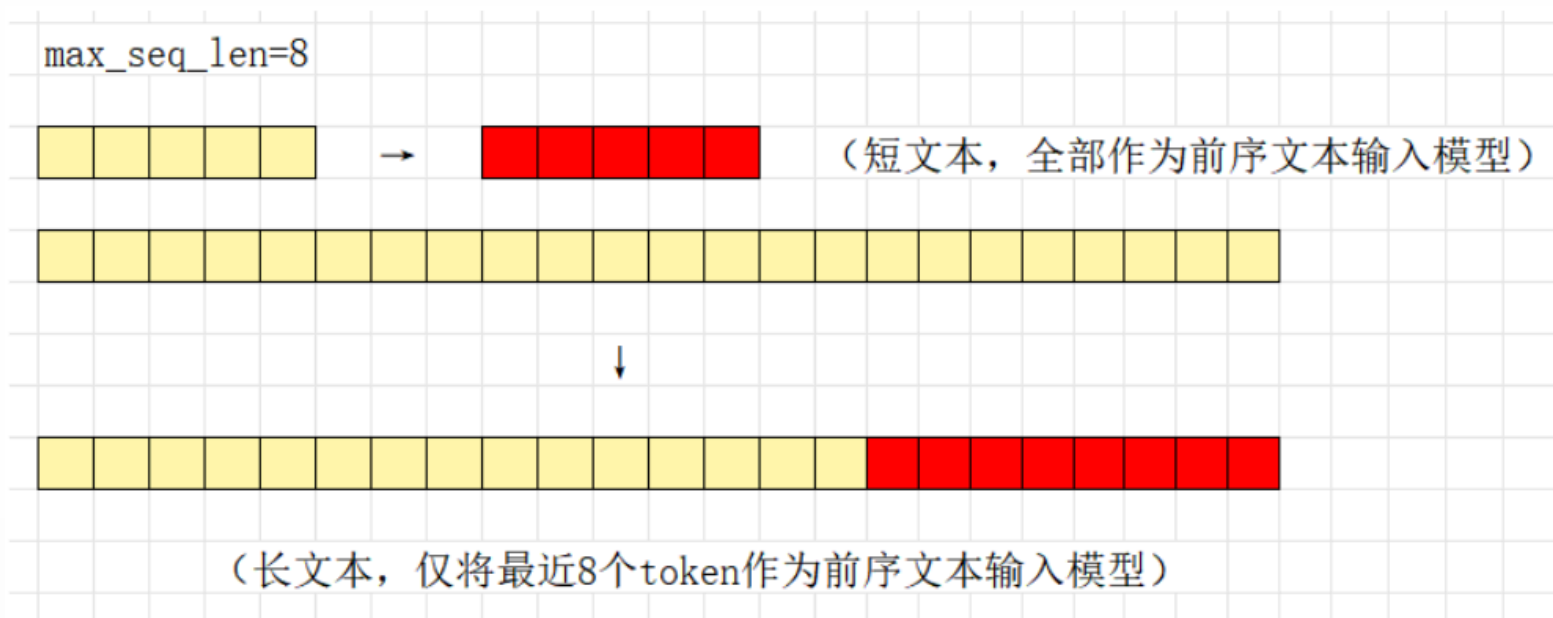 max_seq_len=8
→ （短文本，全部作为前序文本输入模型）
↓
（长文本，仅将最近8个token作为前序文本输入模型）